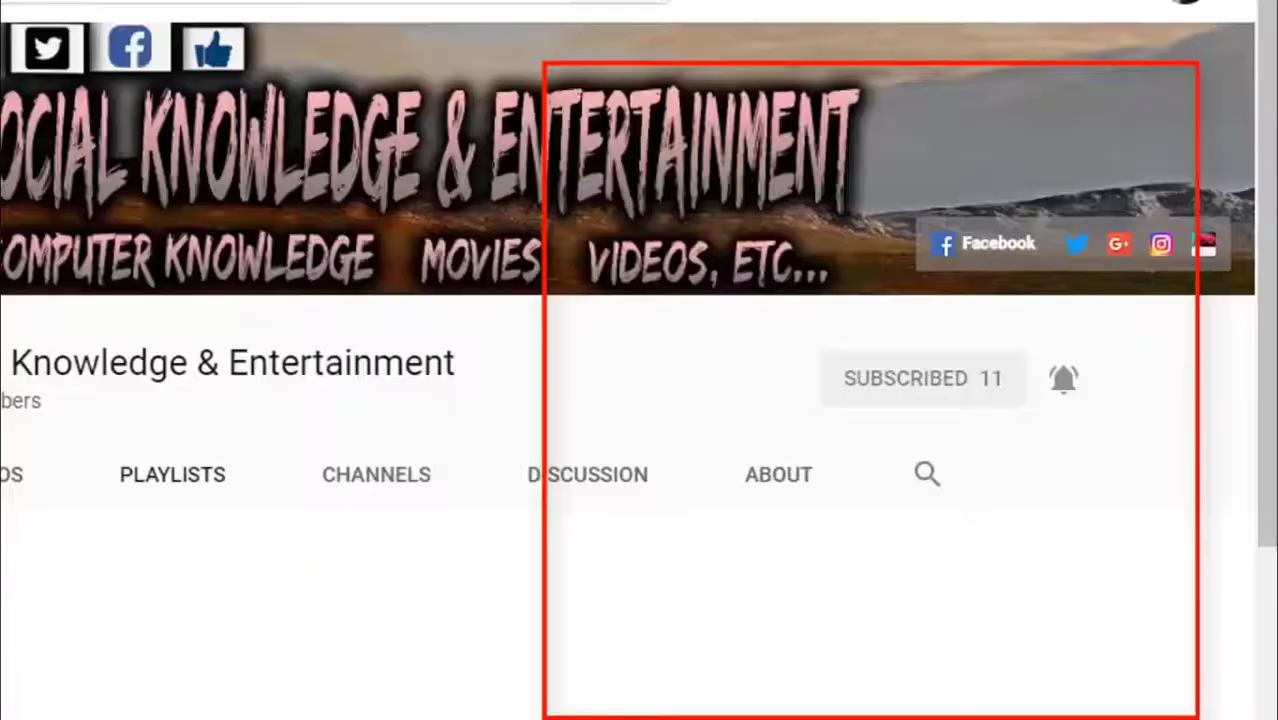 OCIAL KNOWLEDGE & ENTERTAINMENT
OMPUTER KNOWLEDGE MOVIES VIDEOS, ETC...
Facebook
Knowledge & Entertainment
SUBSCRIBED 11
bers
OS PLAYLISTS CHANNELS DISCUSSION ABOUT